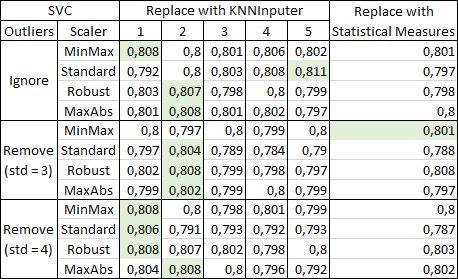 SVC Replace with KNNInputer Replace with Statistical Measures
Outliers Scaler 1 2 3 4 5
Ignore MinMax 0,808 0,8 0,801 0,806 0,802 0,801
Standard 0,792 0,8 0,803 0,808 0,811 0,797
Robust 0,803 0,807 0,798 0,8 0,799 0,798
MaxAbs 0,801 0,808 0,801 0,802 0,797 0,8
Remove (std = 3) MinMax 0,8 0,797 0,8 0,799 0,8 0,801
Standard 0,797 0,804 0,789 0,784 0,79 0,788
Robust 0,802 0,808 0,799 0,798 0,797 0,808
MaxAbs 0,799 0,802 0,799 0,8 0,799 0,797
Remove (std = 4) MinMax 0,808 0,8 0,798 0,801 0,799 0,8
Standard 0,806 0,791 0,793 0,792 0,793 0,787
Robust 0,808 0,807 0,802 0,798 0,8 0,803
MaxAbs 0,804 0,808 0,8 0,796 0,792 0,802